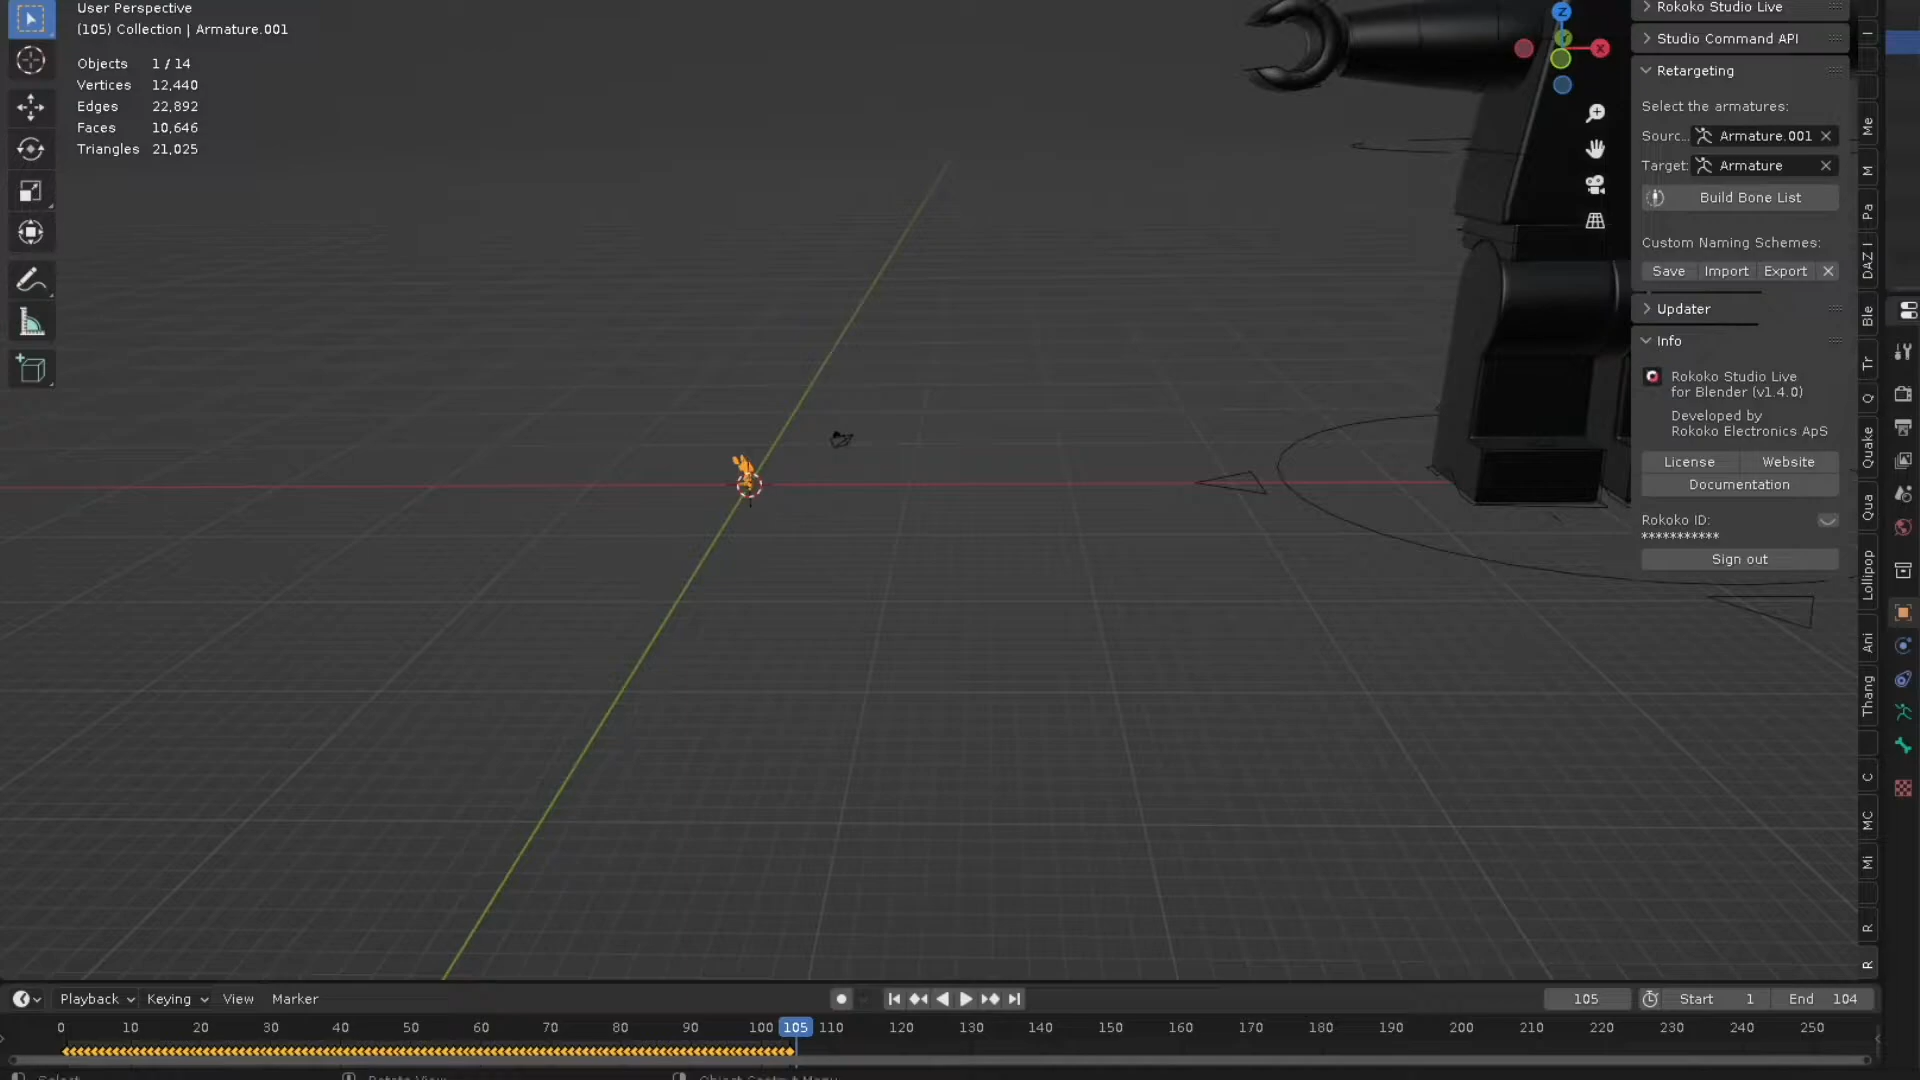 User Perspective
(105) Collection | Armature.001
Objects 1 / 14
Vertices 12,440
Edges 22,892
Faces 10,646
Triangles 21,025
Z
X
Rokoko Studio Live
Studio Command API
Retargeting
Select the armatures:
Sourc... Armature.001
Target: Armature
Build Bone List
Custom Naming Schemes:
Save Import Export
Updater
Info
Rokoko Studio Live
for Blender (v1.4.0)
Developed by
Rokoko Electronics ApS
License Website
Documentation
Rokoko ID:
***********
Sign out
I
Me
M
Pa
DAZ I
Ble
Tr
Q
Quake
Qua
Lollipop
Ani
Thang
C
MC
Mi
R
R
Playback Keying View Marker
105 Start 1 End 104
0 10 20 30 40 50 60 70 80 90 100 105 110 120 130 140 150 160 170 180 190 200 210 220 230 240 250